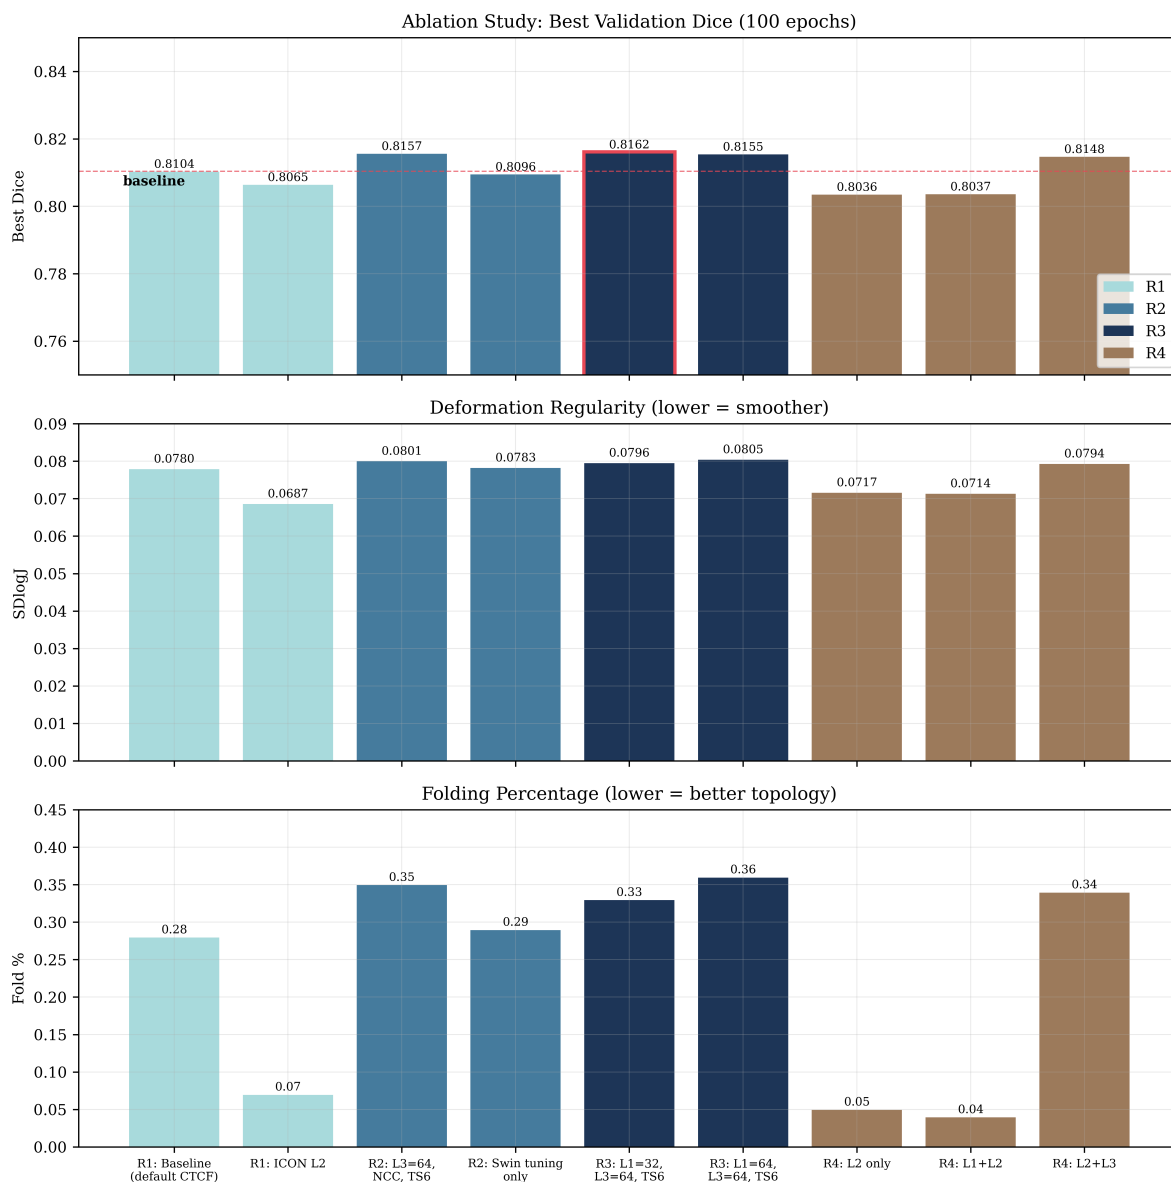 Ablation Study: Best Validation Dice (100 epochs)
Best Dice
0.84
0.82
0.80
0.78
0.76
0.8104
0.8065
0.8157
0.8096
0.8162
0.8155
0.8036
0.8037
0.8148
baseline
R1
R2
R3
R4
Deformation Regularity (lower = smoother)
SDlogJ
0.09
0.08
0.07
0.06
0.05
0.04
0.03
0.02
0.01
0.00
0.0780
0.0687
0.0801
0.0783
0.0796
0.0805
0.0717
0.0714
0.0794
Folding Percentage (lower = better topology)
Fold %
0.45
0.40
0.35
0.30
0.25
0.20
0.15
0.10
0.05
0.00
0.28
0.07
0.35
0.29
0.33
0.36
0.05
0.04
0.34
R1: Baseline
(default CTCF)
R1: ICON L2
R2: L3=64,
NCC, TS6
R2: Swin tuning
only
R3: L1=32,
L3=64, TS6
R3: L1=64,
L3=64, TS6
R4: L2 only
R4: L1+L2
R4: L2+L3